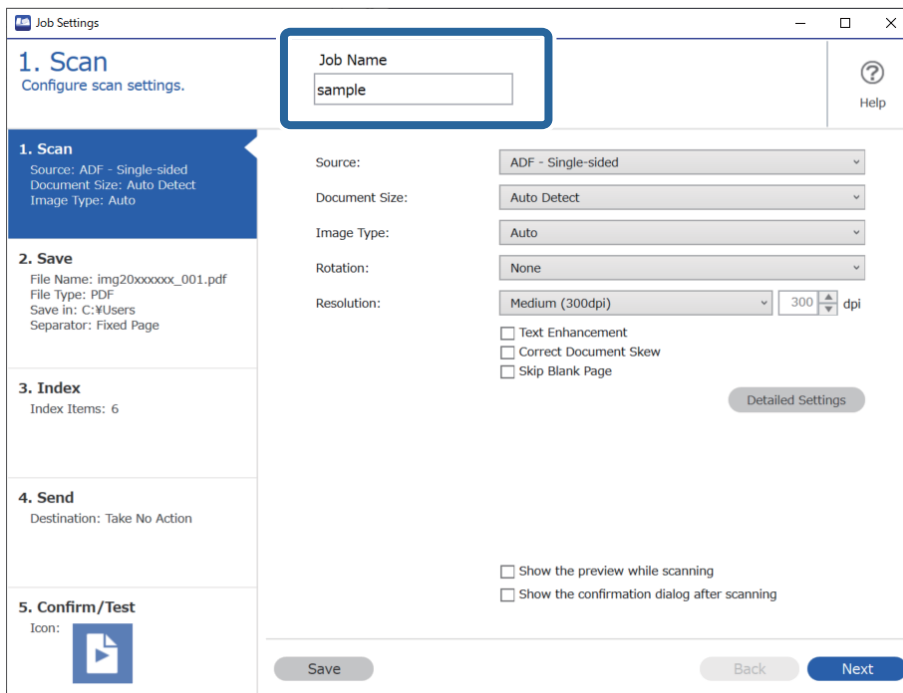 Job Settings
1. Scan
Configure scan settings.
Job Name
sample
Help
1. Scan
Source: ADF - Single-sided
Document Size: Auto Detect
Image Type: Auto
2. Save
File Name: img20xxxxxx_001.pdf
File Type: PDF
Save in: C:¥Users
Separator: Fixed Page
3. Index
Index Items: 6
4. Send
Destination: Take No Action
5. Confirm/Test
Icon:
Source: ADF - Single-sided
Document Size: Auto Detect
Image Type: Auto
Rotation: None
Resolution: Medium (300dpi) 300 dpi
Text Enhancement
Correct Document Skew
Skip Blank Page
Detailed Settings
Show the preview while scanning
Show the confirmation dialog after scanning
Save Back Next